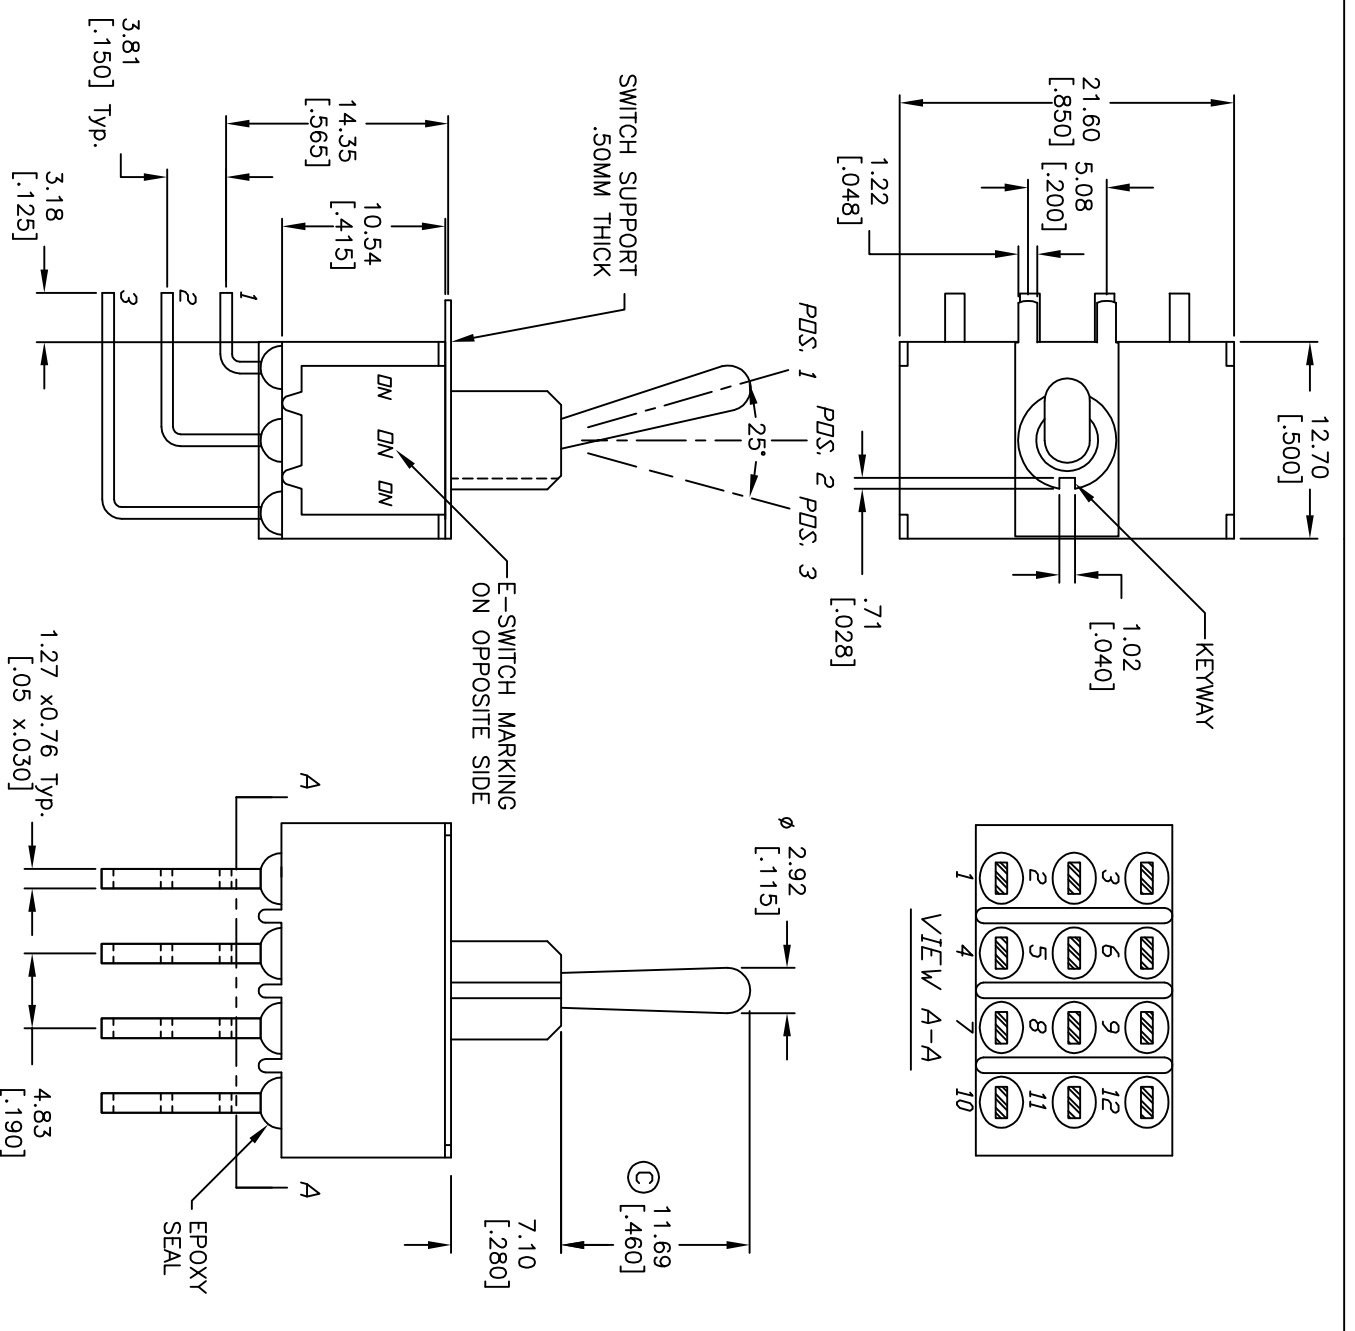 21.60
[.850]
5.08
[.200]
1.22
[.048]
12.70
[.500]
.71
[.028]
1.02
[.040]
KEYWAY
3
2
1
6
5
4
9
8
7
12
11
10
VIEW A-A
SWITCH SUPPORT
.50MM THICK
POS. 1
POS. 2
POS. 3
25°
14.35
[.565]
10.54
[.415]
3.81
[.150] Typ.
3.18
[.125]
1
2
3
ON
ON
ON
E-SWITCH MARKING
ON OPPOSITE SIDE
ø 2.92
[.115]
Ⓒ 11.69
[.460]
7.10
[.280]
A
A
EPOXY
SEAL
1.27 x0.76 Typ.
[.05 x.030]
4.83
[.190]